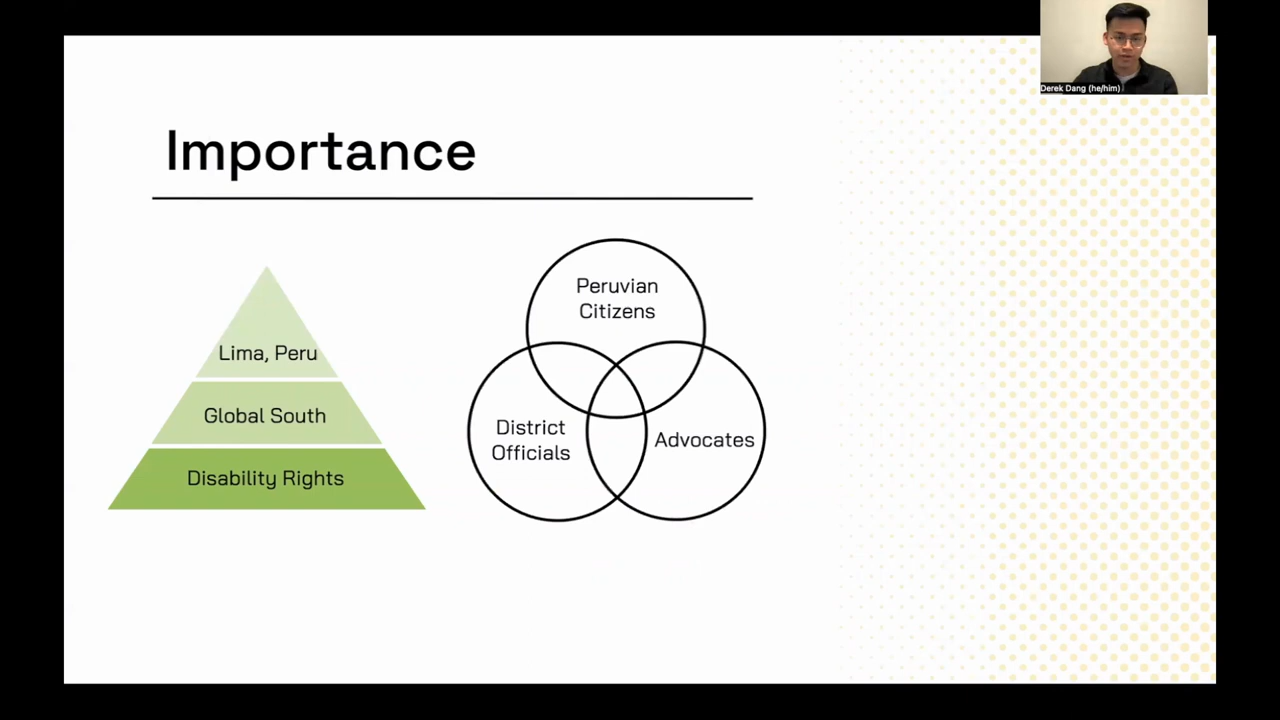 Derek Dang (he/him)
Importance
Lima, Peru
Global South
Disability Rights
Peruvian
Citizens
District
Officials
Advocates